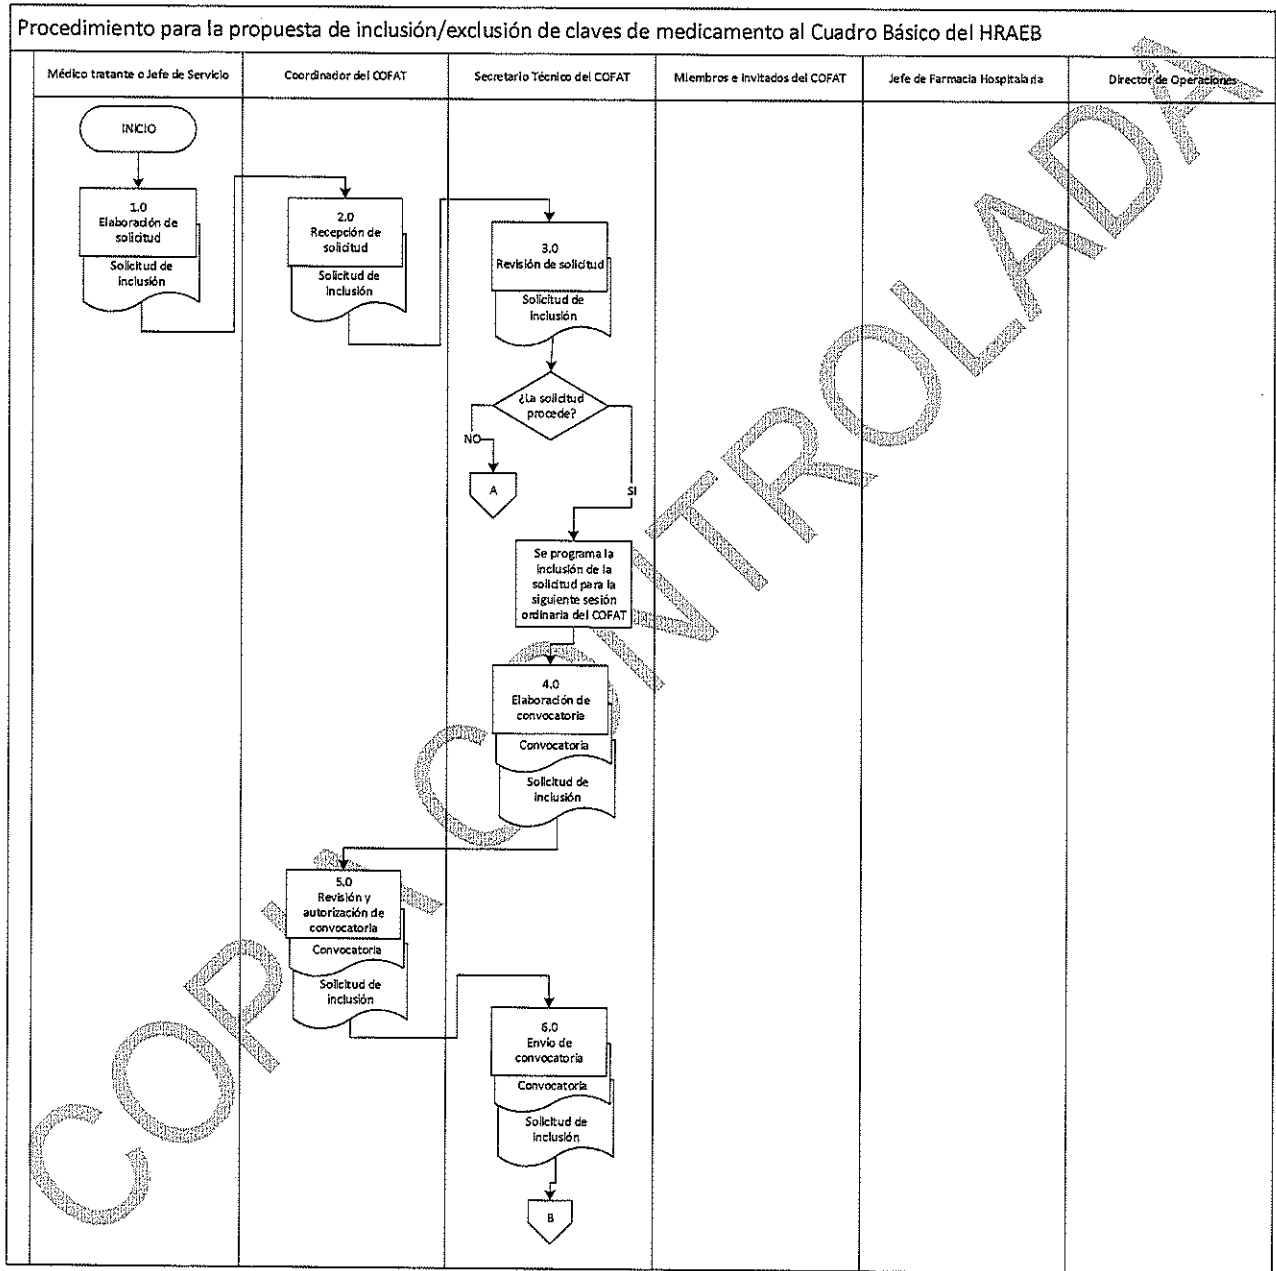 Procedimiento para la propuesta de inclusión/exclusión de claves de medicamento al Cuadro Básico del HRAEB
Médico tratante o Jefe de Servicio
Coordinador del COFAT
Secretario Técnico del COFAT
Miembros e Invitados del COFAT
Jefe de Farmacia Hospitalaria
Director de Operaciones
INICIO
1.0
Elaboración de
solicitud
Solicitud de
inclusión
2.0
Recepción de
solicitud
Solicitud de
inclusión
3.0
Revisión de solicitud
Solicitud de
inclusión
¿La solicitud
procede?
NO
A
SI
Se programa la
inclusión de la
solicitud para la
siguiente sesión
ordinaria del COFAT
4.0
Elaboración de
convocatoria
Convocatoria
Solicitud de
inclusión
5.0
Revisión y
autorización de
convocatoria
Convocatoria
Solicitud de
inclusión
6.0
Envío de
convocatoria
Convocatoria
Solicitud de
inclusión
B
COPIA CONTROLADA